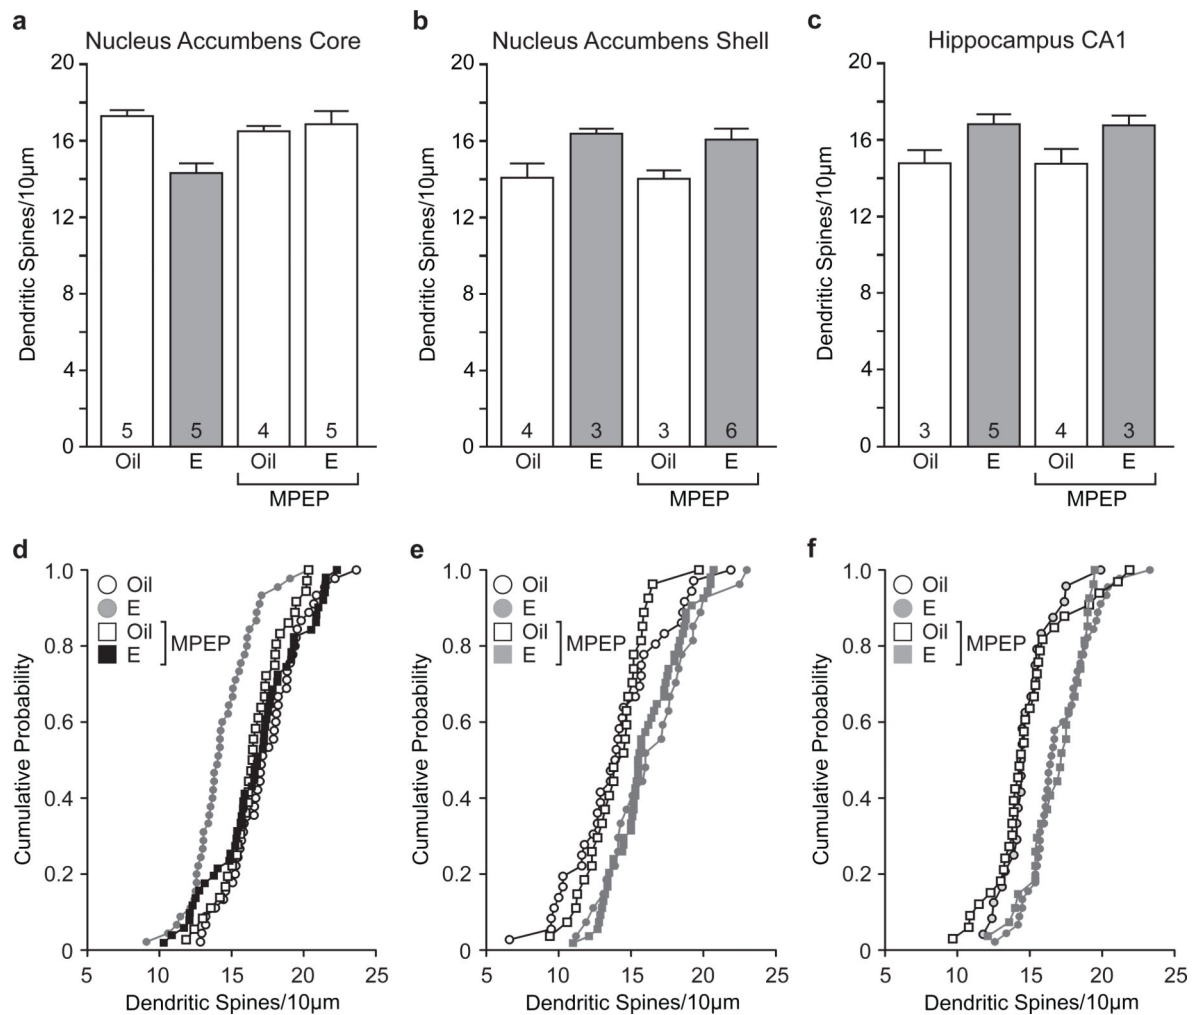 a
Nucleus Accumbens Core
20
16
12
8
4
0
Dendritic Spines/10µm
5 5 4 5
Oil E Oil E
MPEP
b
Nucleus Accumbens Shell
20
16
12
8
4
0
Dendritic Spines/10µm
4 3 3 6
Oil E Oil E
MPEP
c
Hippocampus CA1
20
16
12
8
4
0
Dendritic Spines/10µm
3 5 4 3
Oil E Oil E
MPEP
d
1.0
0.8
0.6
0.4
0.2
0
Cumulative Probability
Oil
E
Oil
E
MPEP
5 10 15 20 25
Dendritic Spines/10µm
e
1.0
0.8
0.6
0.4
0.2
0
Cumulative Probability
Oil
E
Oil
E
MPEP
5 10 15 20 25
Dendritic Spines/10µm
f
1.0
0.8
0.6
0.4
0.2
0
Cumulative Probability
Oil
E
Oil
E
MPEP
5 10 15 20 25
Dendritic Spines/10µm